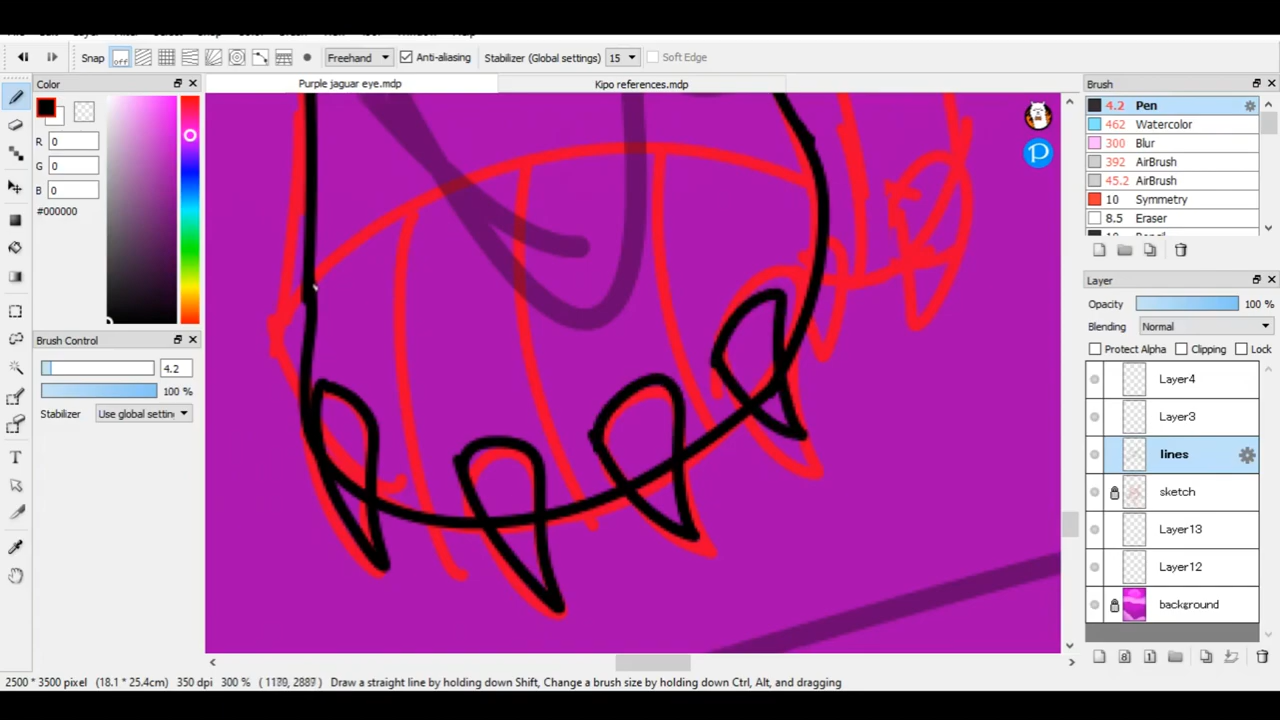 Snap
off
Freehand
Anti-aliasing
Stabilizer (Global settings)
15
Soft Edge
Color
Purple jaguar eye.mdp
Kipo references.mdp
Brush
R 0
G 0
B 0
#000000
4.2 Pen
462 Watercolor
300 Blur
392 AirBrush
45.2 AirBrush
10 Symmetry
8.5 Eraser
Layer
Opacity 100 %
Blending Normal
Protect Alpha Clipping Lock
Brush Control
4.2
100 %
Stabilizer Use global settin
Layer4
Layer3
lines
sketch
Layer13
Layer12
background
T
P
8 1
2500 * 3500 pixel (18.1 * 25.4cm) 350 dpi 300 % Draw a straight line by holding down Shift, Change a brush size by holding down Ctrl, Alt, and dragging